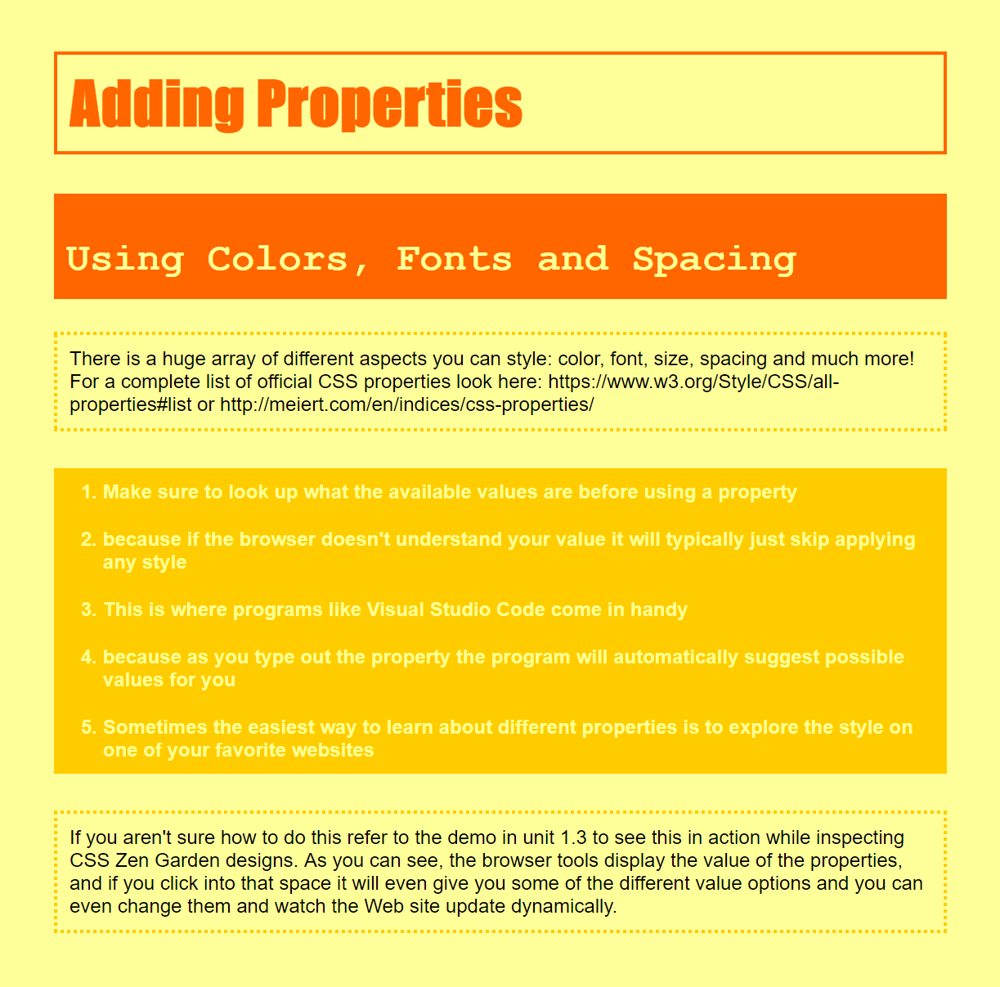 Adding Properties
Using Colors, Fonts and Spacing
There is a huge array of different aspects you can style: color, font, size, spacing and much more!
For a complete list of official CSS properties look here: https://www.w3.org/Style/CSS/all-
properties#list or http://meiert.com/en/indices/css-properties/
1. Make sure to look up what the available values are before using a property
2. because if the browser doesn't understand your value it will typically just skip applying
any style
3. This is where programs like Visual Studio Code come in handy
4. because as you type out the property the program will automatically suggest possible
values for you
5. Sometimes the easiest way to learn about different properties is to explore the style on
one of your favorite websites
If you aren't sure how to do this refer to the demo in unit 1.3 to see this in action while inspecting
CSS Zen Garden designs. As you can see, the browser tools display the value of the properties,
and if you click into that space it will even give you some of the different value options and you can
even change them and watch the Web site update dynamically.